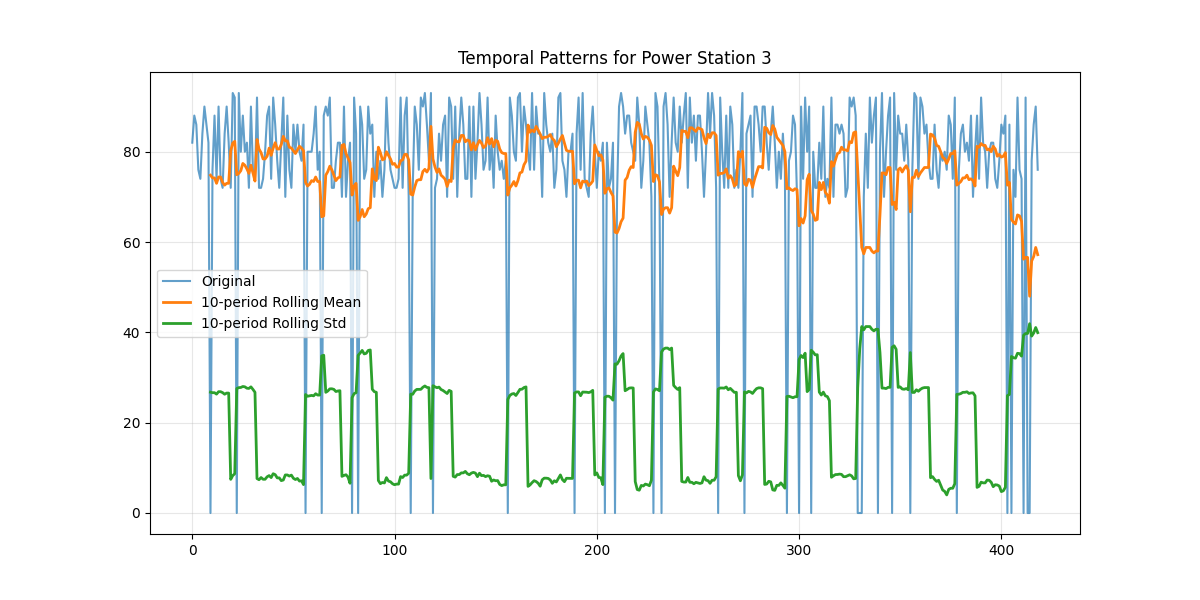 Temporal Patterns for Power Station 3
80
60
40
20
0
Original
10-period Rolling Mean
10-period Rolling Std
0 100 200 300 400